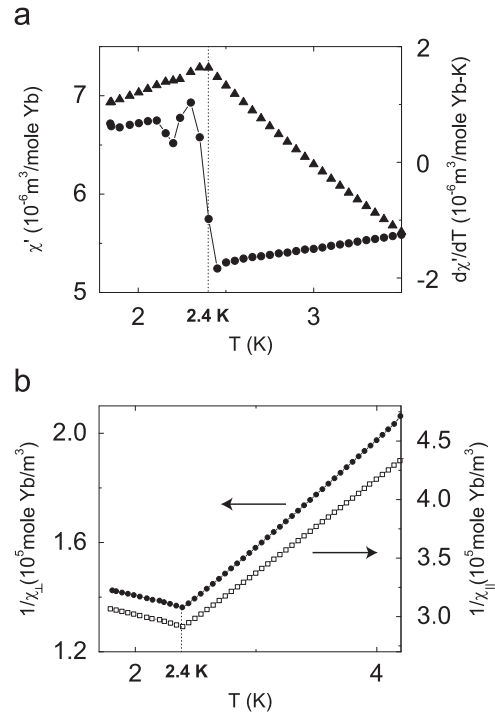 a
χ' (10⁻⁶m³/mole Yb)
7
6
5
2
0
-2
dχ'/dT (10⁻⁶m³/mole Yb-K)
2
2.4 K
3
T (K)
b
1/χ⊥(10⁵mole Yb/m³)
2.0
1.6
1.2
4.5
4.0
3.5
3.0
1/χ||(10⁵mole Yb/m³)
2
2.4 K
4
T (K)